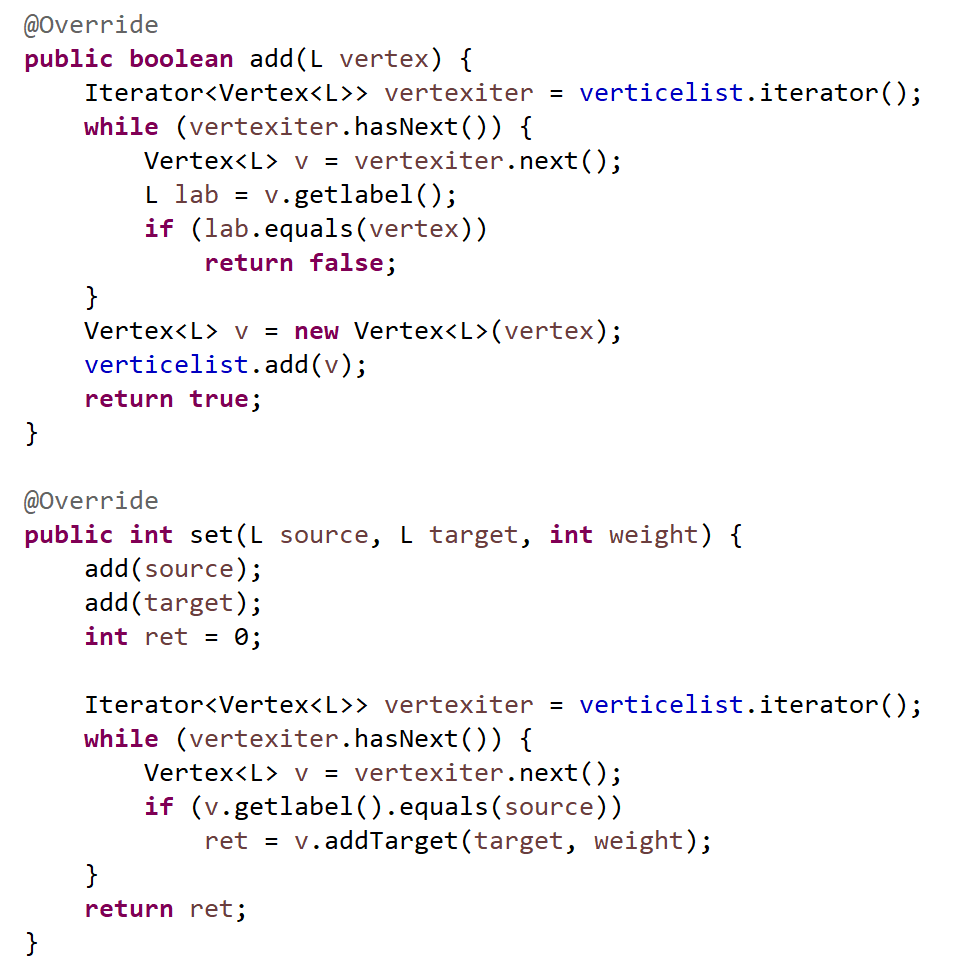 @Override
public boolean add(L vertex) {
    Iterator<Vertex<L>> vertexiter = verticelist.iterator();
    while (vertexiter.hasNext()) {
        Vertex<L> v = vertexiter.next();
        L lab = v.getlabel();
        if (lab.equals(vertex))
            return false;
    }
    Vertex<L> v = new Vertex<L>(vertex);
    verticelist.add(v);
    return true;
}

@Override
public int set(L source, L target, int weight) {
    add(source);
    add(target);
    int ret = 0;

    Iterator<Vertex<L>> vertexiter = verticelist.iterator();
    while (vertexiter.hasNext()) {
        Vertex<L> v = vertexiter.next();
        if (v.getlabel().equals(source))
            ret = v.addTarget(target, weight);
    }
    return ret;
}